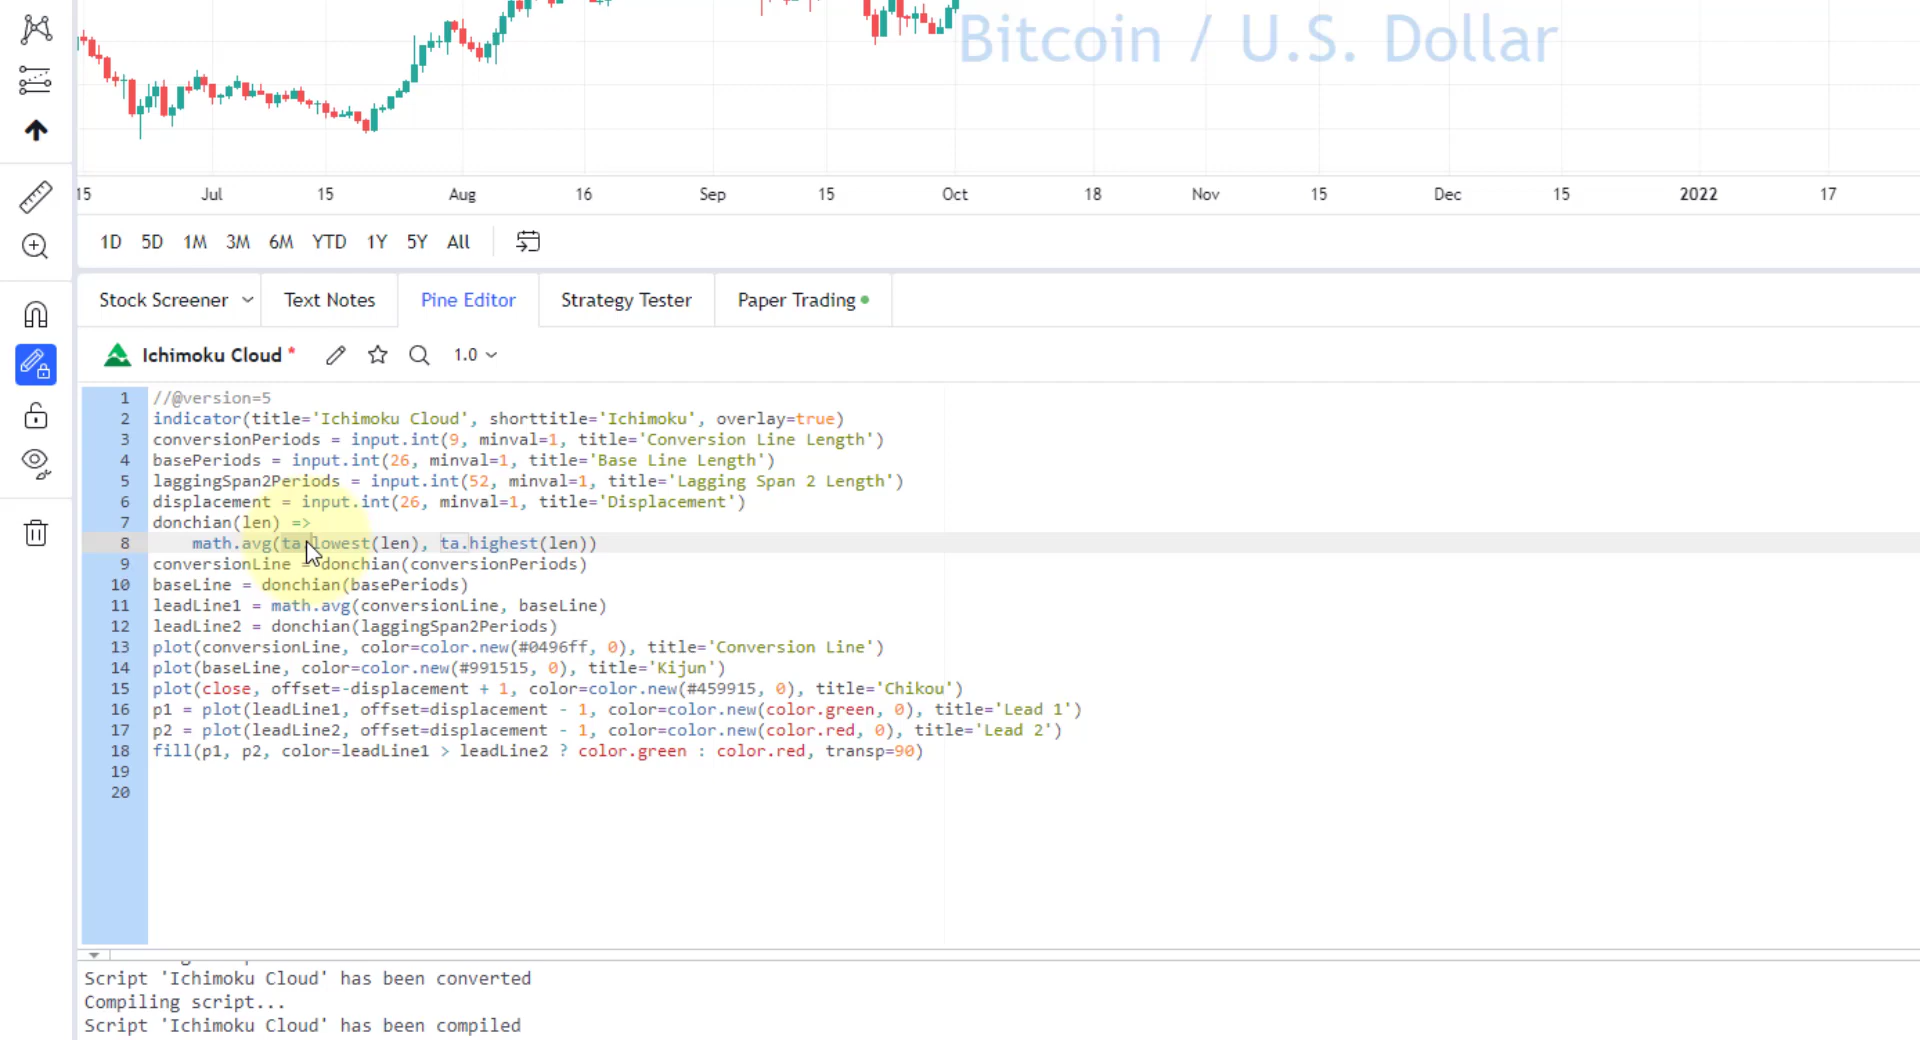 Bitcoin / U.S. Dollar
15 Jul 15 Aug 16 Sep 15 Oct 18 Nov 15 Dec 15 2022 17
1D 5D 1M 3M 6M YTD 1Y 5Y All
Stock Screener Text Notes Pine Editor Strategy Tester Paper Trading
Ichimoku Cloud * 1.0
1 //@version=5
2 indicator(title='Ichimoku Cloud', shorttitle='Ichimoku', overlay=true)
3 conversionPeriods = input.int(9, minval=1, title='Conversion Line Length')
4 basePeriods = input.int(26, minval=1, title='Base Line Length')
5 laggingSpan2Periods = input.int(52, minval=1, title='Lagging Span 2 Length')
6 displacement = input.int(26, minval=1, title='Displacement')
7 donchian(len) =>
8 math.avg(ta.lowest(len), ta.highest(len))
9 conversionLine = donchian(conversionPeriods)
10 baseLine = donchian(basePeriods)
11 leadLine1 = math.avg(conversionLine, baseLine)
12 leadLine2 = donchian(laggingSpan2Periods)
13 plot(conversionLine, color=color.new(#0496ff, 0), title='Conversion Line')
14 plot(baseLine, color=color.new(#991515, 0), title='Kijun')
15 plot(close, offset=-displacement + 1, color=color.new(#459915, 0), title='Chikou')
16 p1 = plot(leadLine1, offset=displacement - 1, color=color.new(color.green, 0), title='Lead 1')
17 p2 = plot(leadLine2, offset=displacement - 1, color=color.new(color.red, 0), title='Lead 2')
18 fill(p1, p2, color=leadLine1 > leadLine2 ? color.green : color.red, transp=90)
19
20
Script 'Ichimoku Cloud' has been converted
Compiling script...
Script 'Ichimoku Cloud' has been compiled